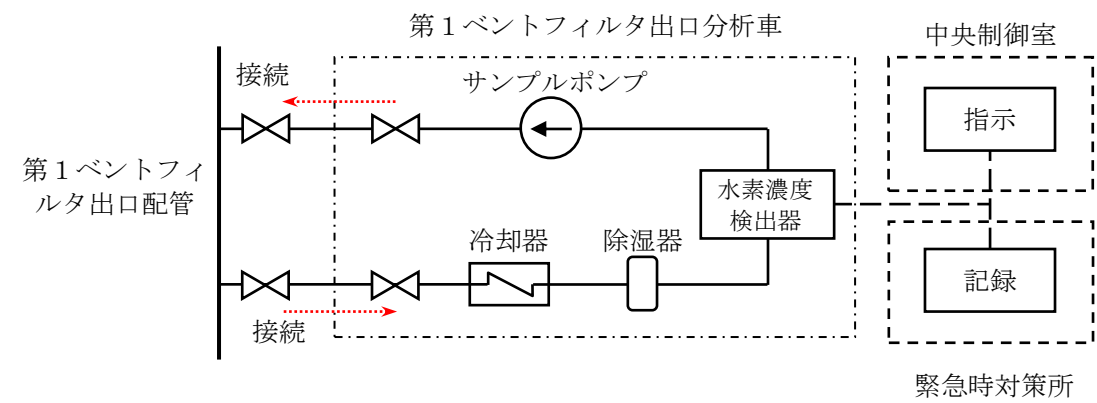 第１ベントフィルタ出口分析車
中央制御室
接続
サンプルポンプ
指示
第１ベントフィ
ルタ出口配管
水素濃度
検出器
冷却器
除湿器
記録
接続
緊急時対策所